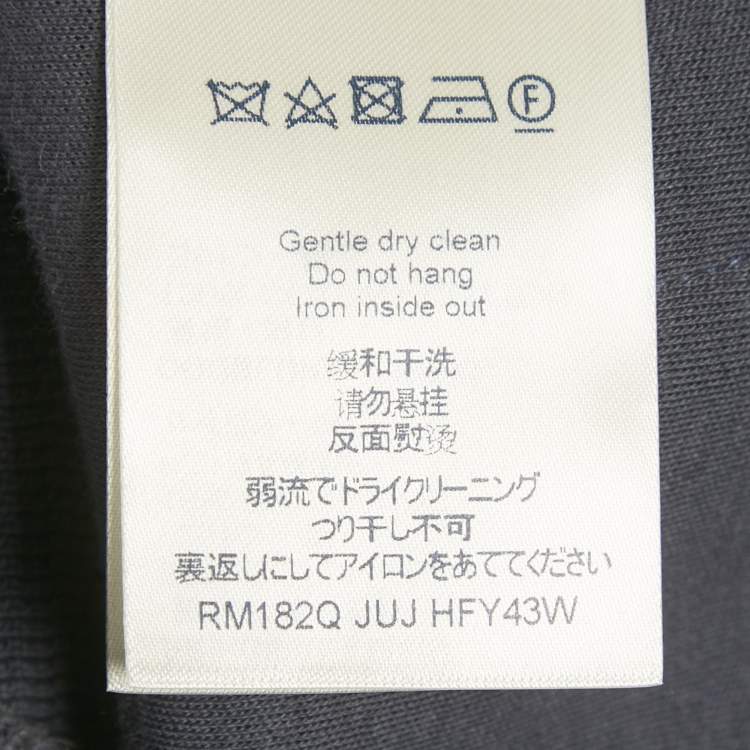 F
Gentle dry clean
Do not hang
Iron inside out
缓和干洗
请勿悬挂
反面熨烫
弱流でドライクリーニング
つり干し不可
裏返しにしてアイロンをあててください
RM182Q JUJ HFY43W